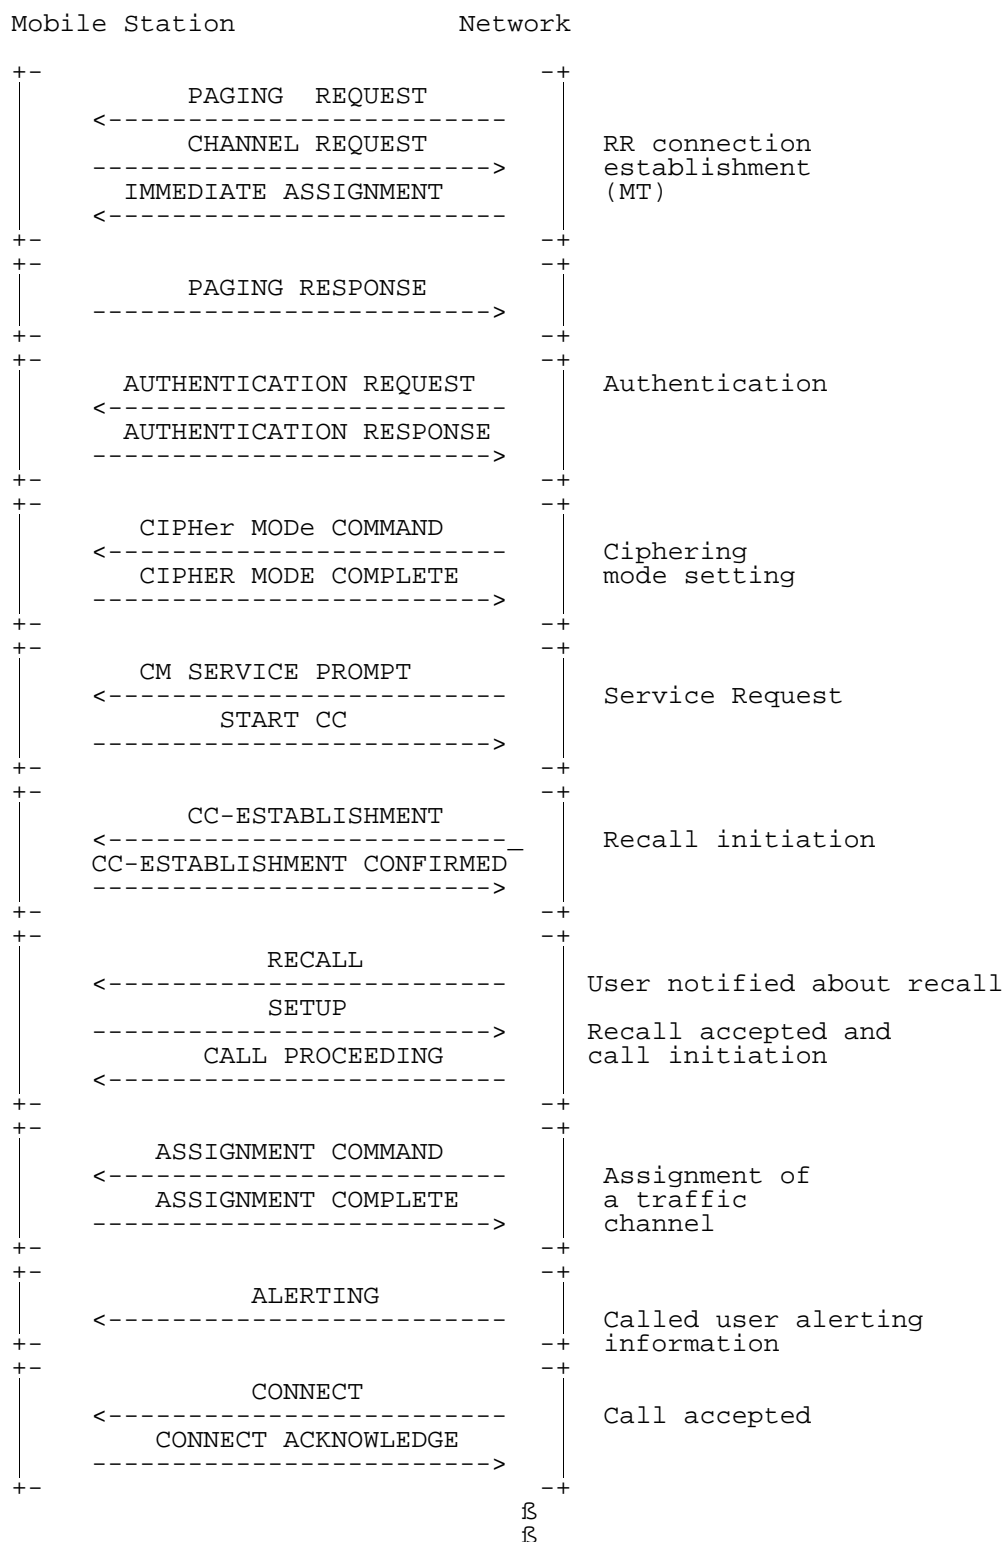 Mobile Station Network
+- -+
PAGING REQUEST
<-------------------------
CHANNEL REQUEST RR connection
-------------------------> establishment
IMMEDIATE ASSIGNMENT (MT)
<-------------------------
+- -+
+- -+
PAGING RESPONSE
------------------------->
+- -+
+- -+
AUTHENTICATION REQUEST Authentication
<-------------------------
AUTHENTICATION RESPONSE
------------------------->
+- -+
+- -+
CIPHer MODe COMMAND
<------------------------- Ciphering
CIPHER MODE COMPLETE mode setting
------------------------->
+- -+
+- -+
CM SERVICE PROMPT
<------------------------- Service Request
START CC
------------------------->
+- -+
+- -+
CC-ESTABLISHMENT
<-------------------------_ Recall initiation
CC-ESTABLISHMENT CONFIRMED
------------------------->
+- -+
+- -+
RECALL
<------------------------- User notified about recall
SETUP
-------------------------> Recall accepted and
CALL PROCEEDING call initiation
<-------------------------
+- -+
+- -+
ASSIGNMENT COMMAND
<------------------------- Assignment of
ASSIGNMENT COMPLETE a traffic
-------------------------> channel
+- -+
+- -+
ALERTING
<------------------------- Called user alerting
+- -+ information
+- -+
CONNECT
<------------------------- Call accepted
CONNECT ACKNOWLEDGE
------------------------->
+- -+
ß
ß